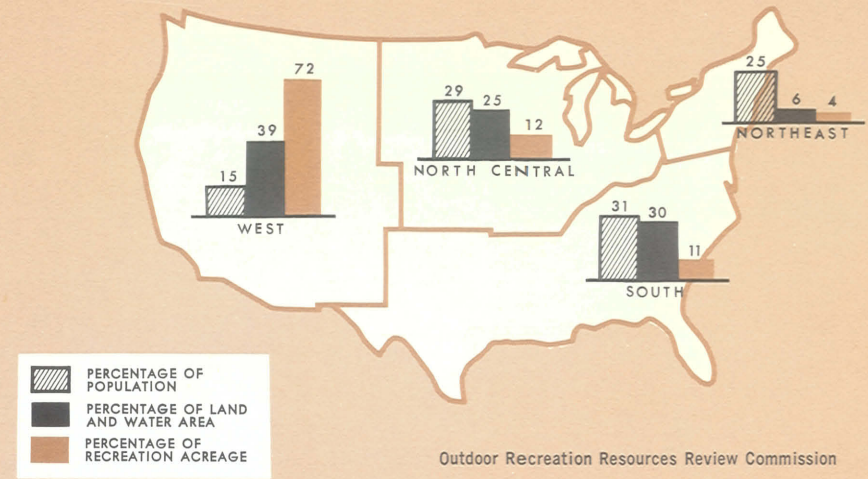 72
39
15
WEST
29
25
12
NORTH CENTRAL
25
6
4
NORTHEAST
31
30
11
SOUTH
PERCENTAGE OF
POPULATION
PERCENTAGE OF LAND
AND WATER AREA
PERCENTAGE OF
RECREATION ACREAGE
Outdoor Recreation Resources Review Commission